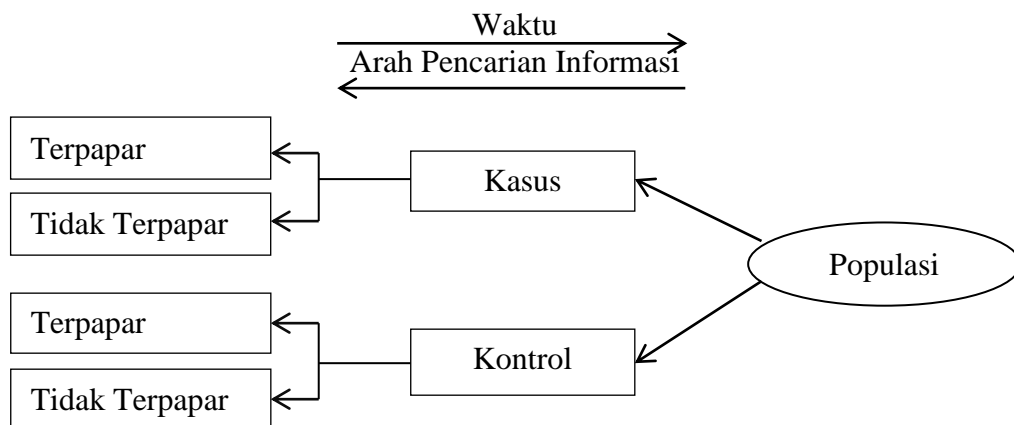 Waktu
Arah Pencarian Informasi
Terpapar
Kasus
Tidak Terpapar
Populasi
Terpapar
Kontrol
Tidak Terpapar